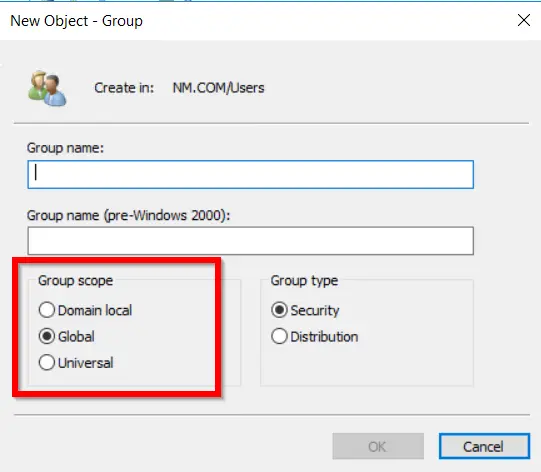 New Object - Group
Create in: NM.COM/Users
Group name:
Group name (pre-Windows 2000):
Group scope
Domain local
Global
Universal
Group type
Security
Distribution
OK
Cancel